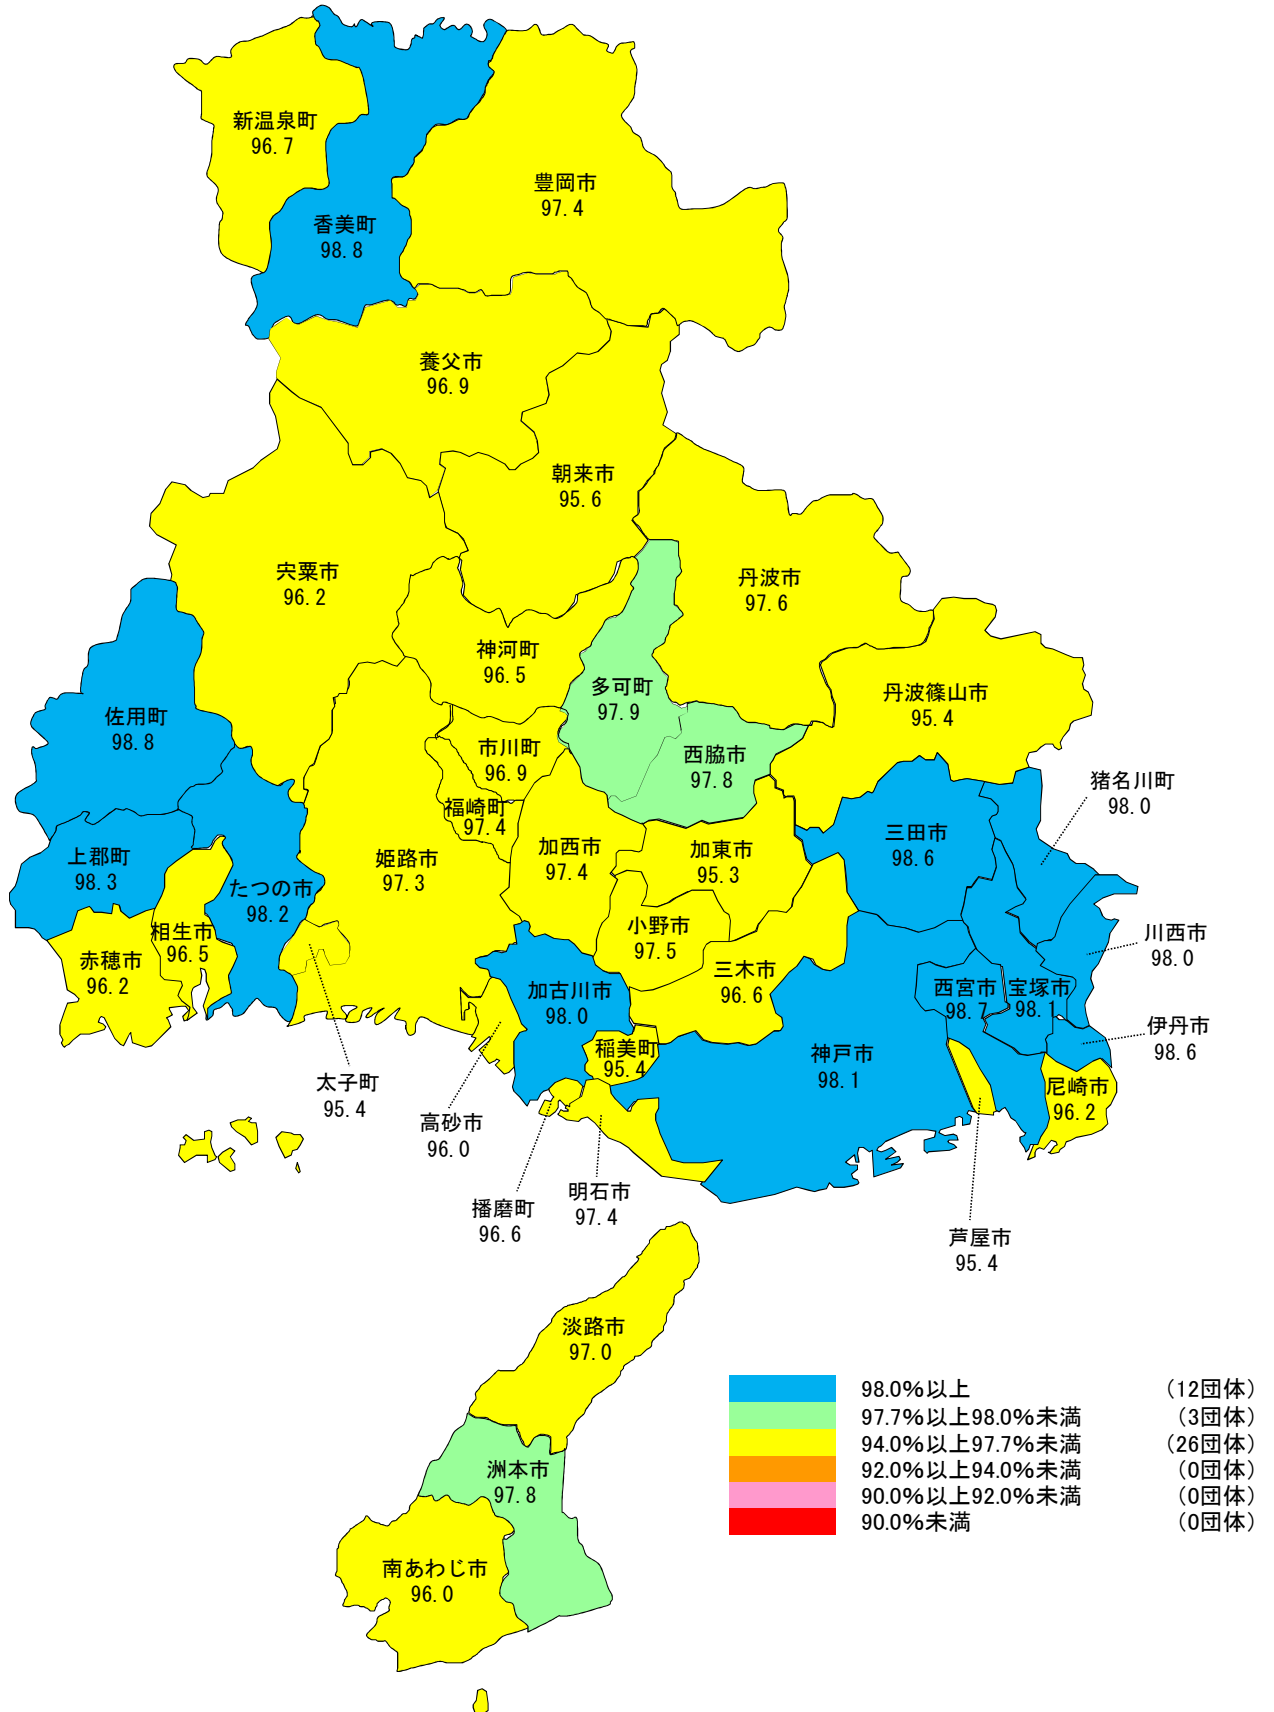 新温泉町
96.7
豊岡市
97.4
香美町
98.8
養父市
96.9
朝来市
95.6
宍粟市
96.2
丹波市
97.6
神河町
96.5
多可町
97.9
丹波篠山市
95.4
佐用町
98.8
市川町
96.9
西脇市
97.8
猪名川町
98.0
福崎町
97.4
三田市
98.6
上郡町
98.3
姫路市
97.3
加西市
97.4
加東市
95.3
たつの市
98.2
相生市
96.5
小野市
97.5
川西市
98.0
赤穂市
96.2
三木市
96.6
加古川市
98.0
西宮市
98.7
宝塚市
98.1
伊丹市
98.6
稲美町
95.4
神戸市
98.1
太子町
95.4
尼崎市
96.2
高砂市
96.0
播磨町
96.6
明石市
97.4
芦屋市
95.4
淡路市
97.0
洲本市
97.8
南あわじ市
96.0
98.0%以上 (12団体)
97.7%以上98.0%未満 (3団体)
94.0%以上97.7%未満 (26団体)
92.0%以上94.0%未満 (0団体)
90.0%以上92.0%未満 (0団体)
90.0%未満 (0団体)